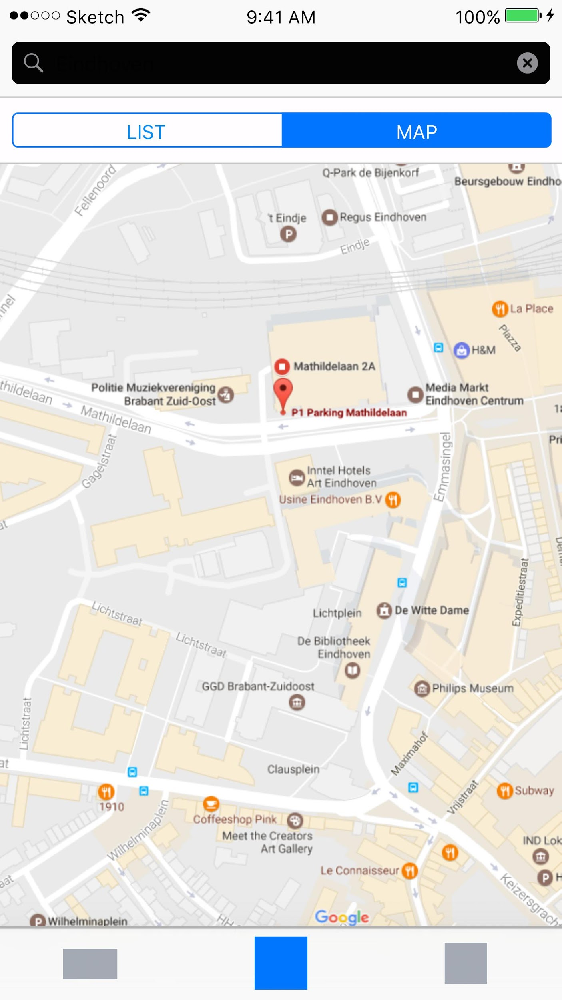 Sketch
9:41 AM
100%
Eindhoven
LIST
MAP
Fellenoord
Q-Park de Bijenkorf
Beursgebouw Eindho
't Eindje
P
Regus Eindhoven
Eindje
nnel
La Place
Piazza
H&M
Mathildelaan 2A
Politie Muziekvereniging
Brabant Zuid-Oost
Media Markt
Eindhoven Centrum
thildelaan
P1 Parking Mathildelaan
Mathildelaan
Pri
Gagelstraat
Emmasingel
Inntel Hotels
Art Eindhoven
Usine Eindhoven B.V
at
Expeditiestraat
Lichtstraat
Lichtplein
De Witte Dame
Lichtstraat
De Bibliotheek
Eindhoven
GGD Brabant-Zuidoost
Philips Museum
M
Lichtstraat
Maximahof
at
Clausplein
Vrijstraat
Subway
1910
Coffeeshop Pink
Wilhelminaplein
Meet the Creators
Art Gallery
IND Lok
Le Connaisseur
P
H
aat
Keizersgracht
P
Wilhelminaplein
HH
Google